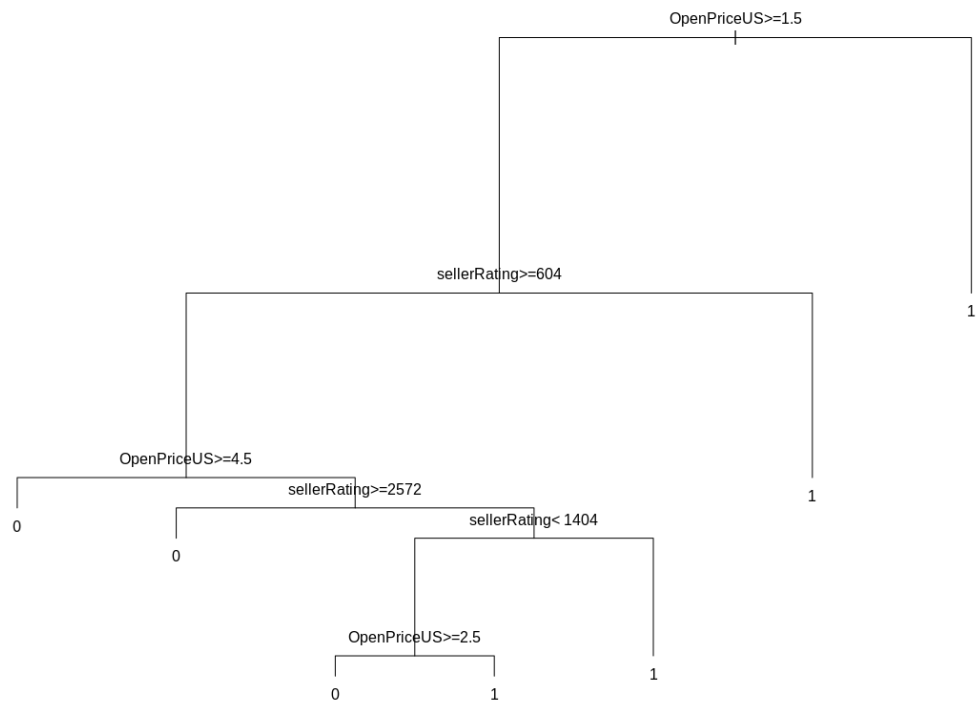 OpenPriceUS>=1.5
sellerRating>=604
1
OpenPriceUS>=4.5
sellerRating>=2572
1
0
sellerRating< 1404
0
OpenPriceUS>=2.5
1
0
1